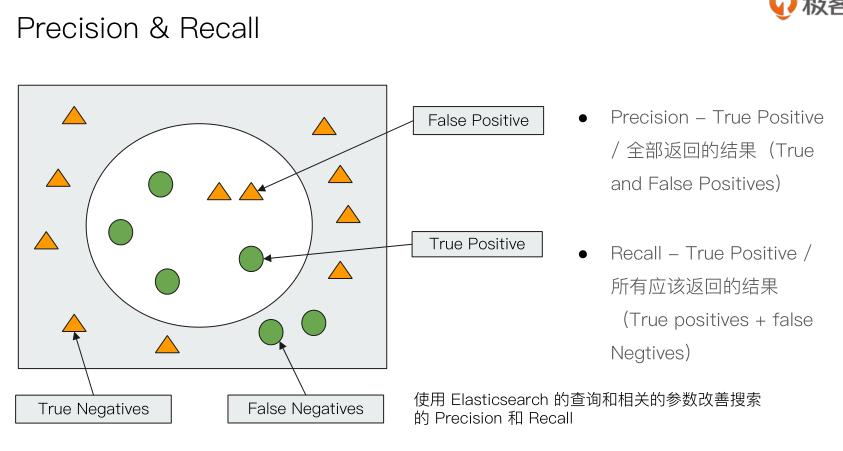 Precision & Recall
极客
False Positive
True Positive
True Negatives
False Negatives
Precision – True Positive
/ 全部返回的结果（True
and False Positives）
Recall – True Positive /
所有应该返回的结果
（True positives + false
Negtives）
使用 Elasticsearch 的查询和相关的参数改善搜索
的 Precision 和 Recall